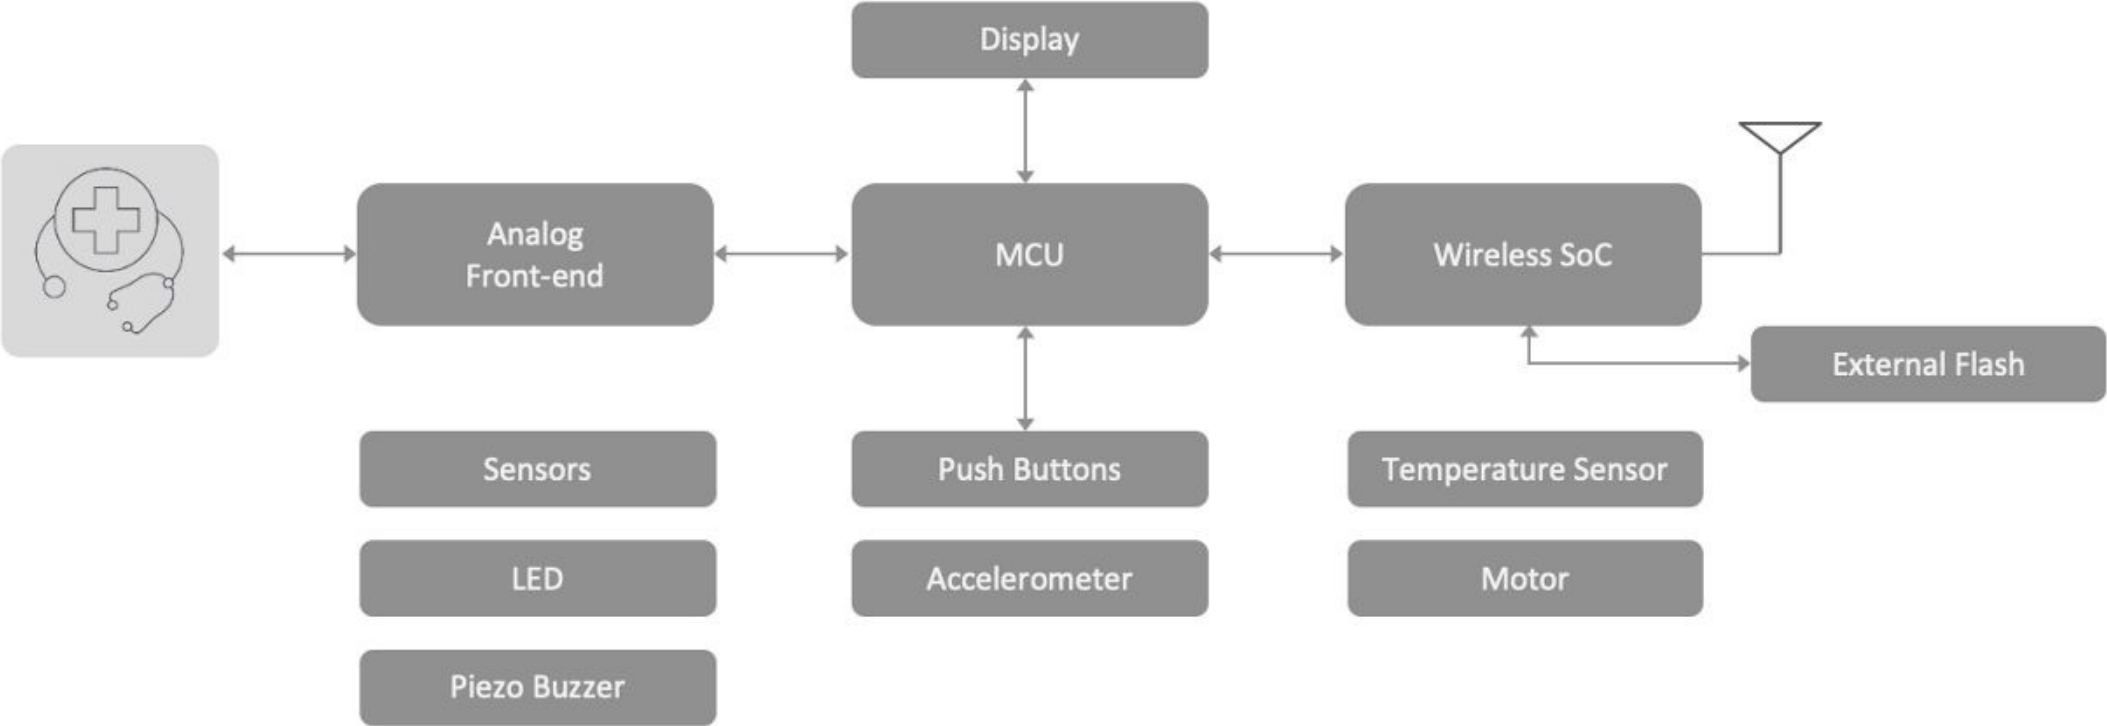 Display
Analog
Front-end
MCU
Wireless SoC
External Flash
Sensors
Push Buttons
Temperature Sensor
LED
Accelerometer
Motor
Piezo Buzzer